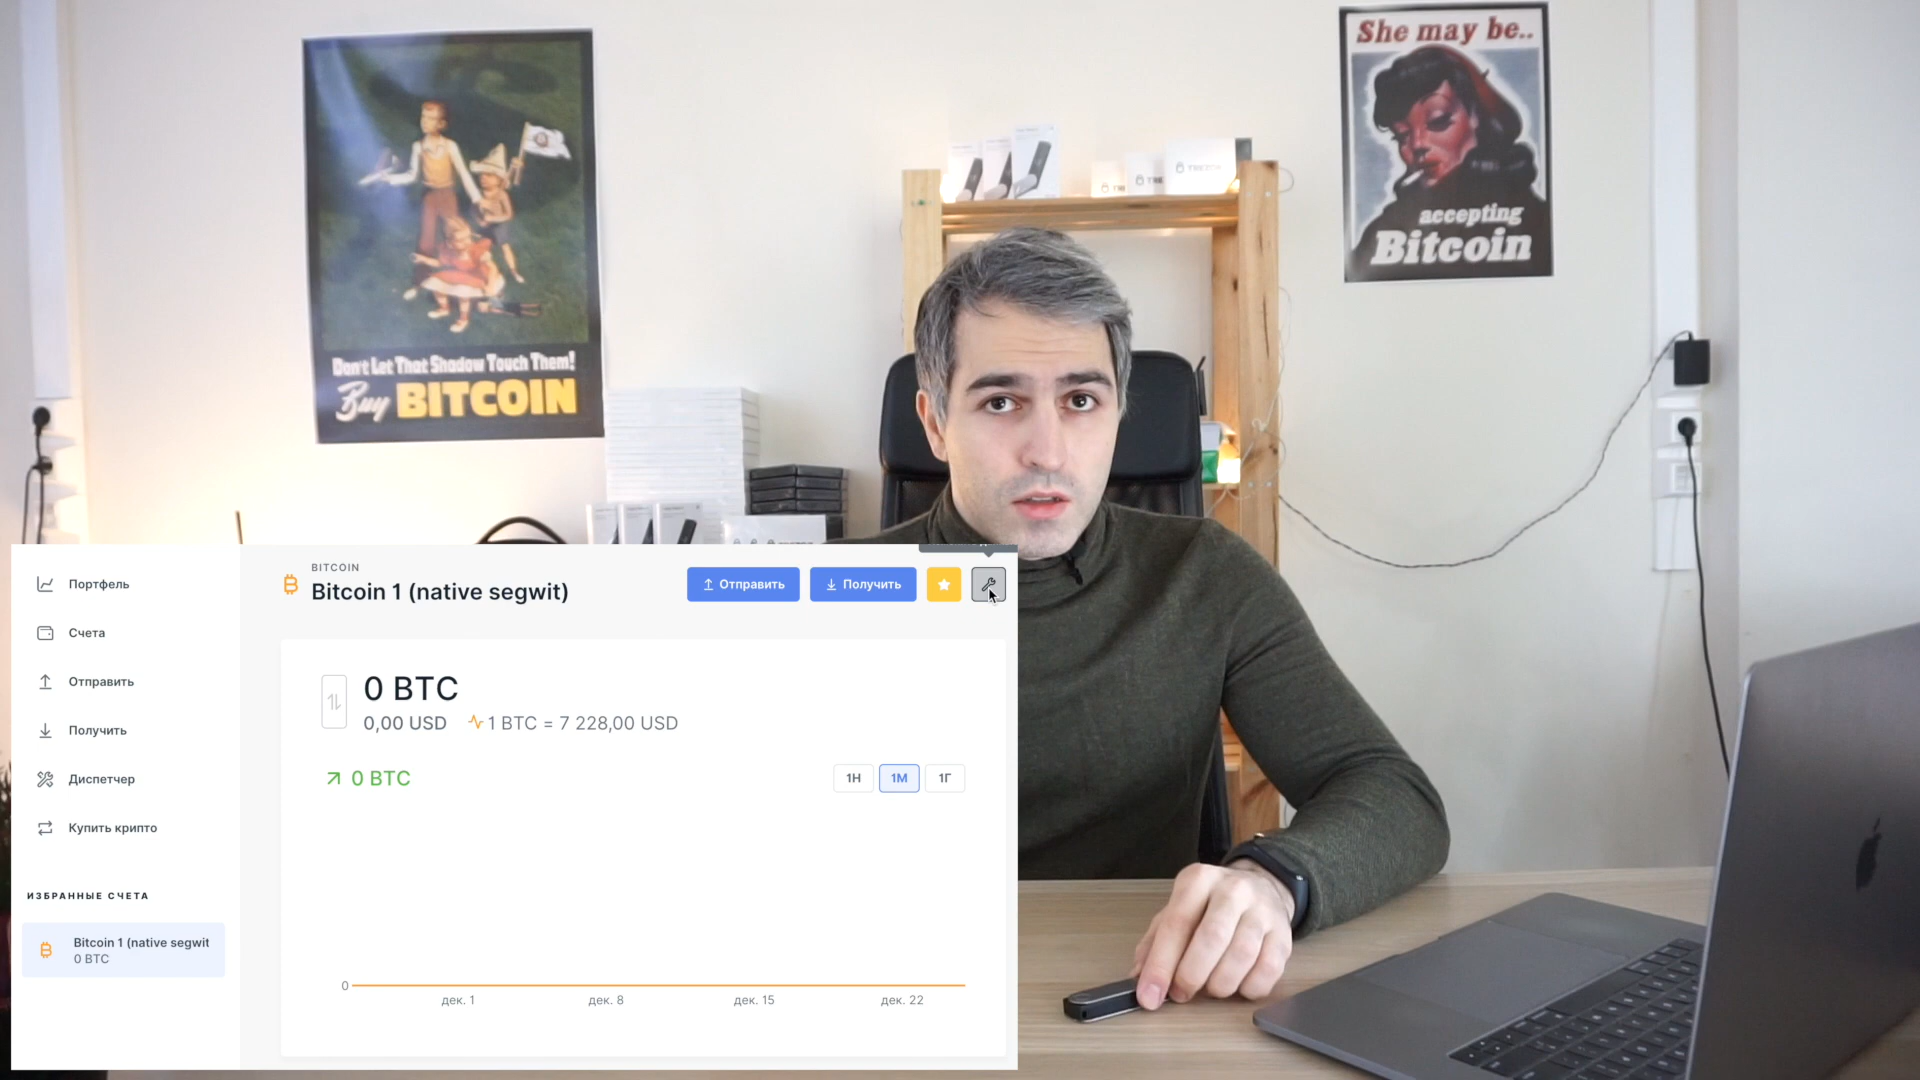 She may be..
accepting
Bitcoin
Don't Let That Shadow Touch Them!
Buy BITCOIN
TREZOR
Портфель
Счета
Отправить
Получить
Диспетчер
Купить крипто
ИЗБРАННЫЕ СЧЕТА
Bitcoin 1 (native segwit
0 BTC
BITCOIN
Bitcoin 1 (native segwit)
Отправить
Получить
0 BTC
0,00 USD
1 BTC = 7 228,00 USD
0 BTC
1Н
1М
1Г
0
дек. 1
дек. 8
дек. 15
дек. 22